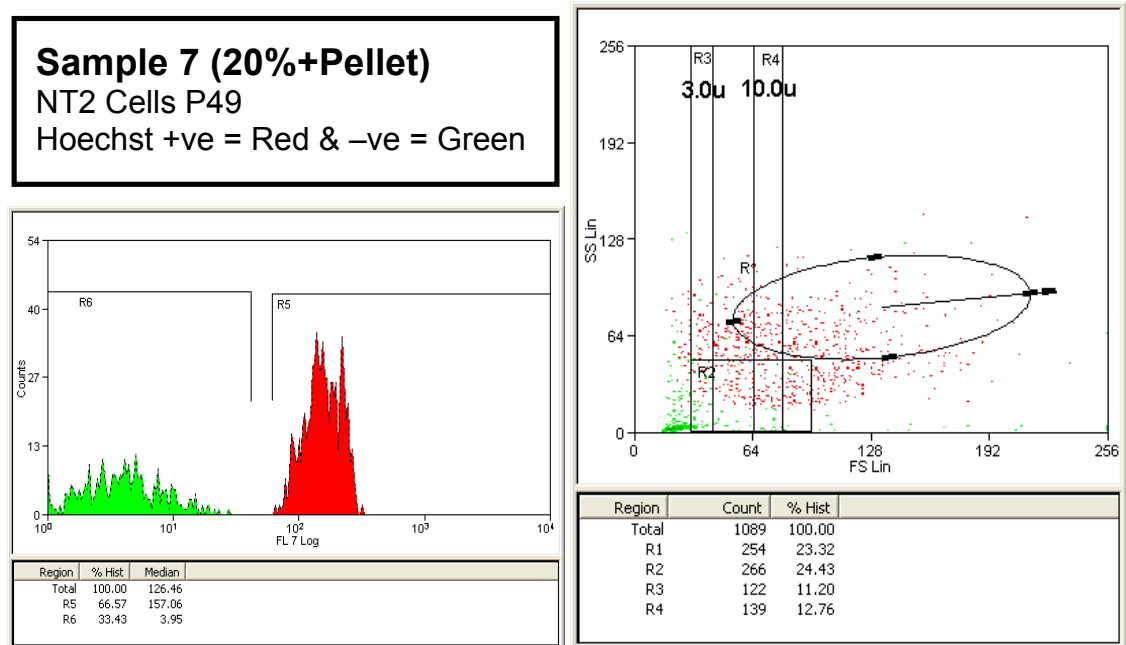 Sample 7 (20%+Pellet)
NT2 Cells P49
Hoechst +ve = Red & –ve = Green
54
40
27
13
0
Counts
R6
R5
10⁰
10¹
10²
10³
10⁴
FL 7 Log
Region % Hist Median
Total 100.00 126.46
R5 66.57 157.06
R6 33.43 3.95
256
192
128
64
0
SS Lin
R3
R4
3.0u
10.0u
R1
R2
0
64
128
192
256
FS Lin
Region Count % Hist
Total 1089 100.00
R1 254 23.32
R2 266 24.43
R3 122 11.20
R4 139 12.76